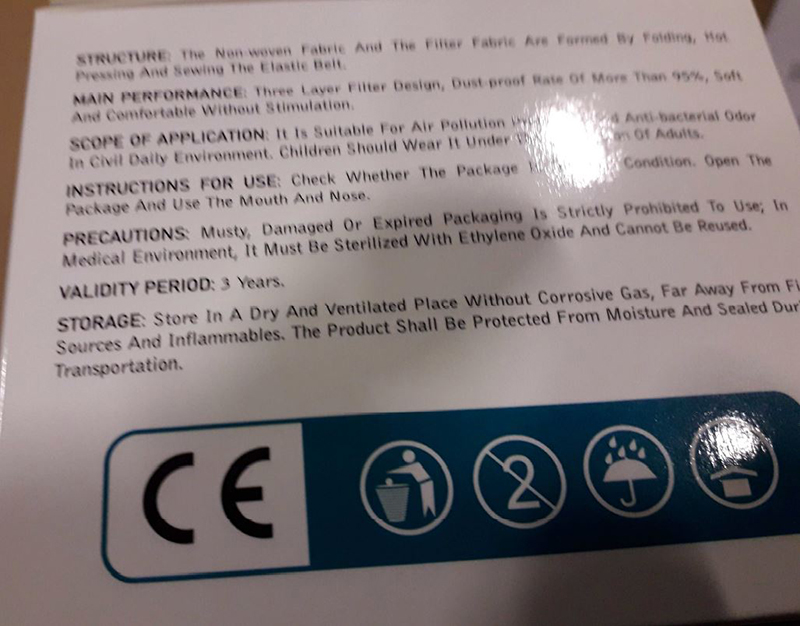 STRUCTURE: The Non-woven Fabric And The Filter Fabric Are Formed By Folding, Hot
Pressing And Sewing The Elastic Belt.
MAIN PERFORMANCE: Three Layer Filter Design, Dust-proof Rate Of More Than 95%, Soft
And Comfortable Without Stimulation.
SCOPE OF APPLICATION: It Is Suitable For Air Pollution Anti-bacterial Odor
In Civil Daily Environment. Children Should Wear It Under Of Adults.
INSTRUCTIONS FOR USE: Check Whether The Package Condition. Open The
Package And Use The Mouth And Nose.
PRECAUTIONS: Musty, Damaged Or Expired Packaging Is Strictly Prohibited To Use; In
Medical Environment, It Must Be Sterilized With Ethylene Oxide And Cannot Be Reused.
VALIDITY PERIOD: 3 Years.
STORAGE: Store In A Dry And Ventilated Place Without Corrosive Gas, Far Away From
Sources And Inflammables. The Product Shall Be Protected From Moisture And Sealed
Transportation.
CE 2